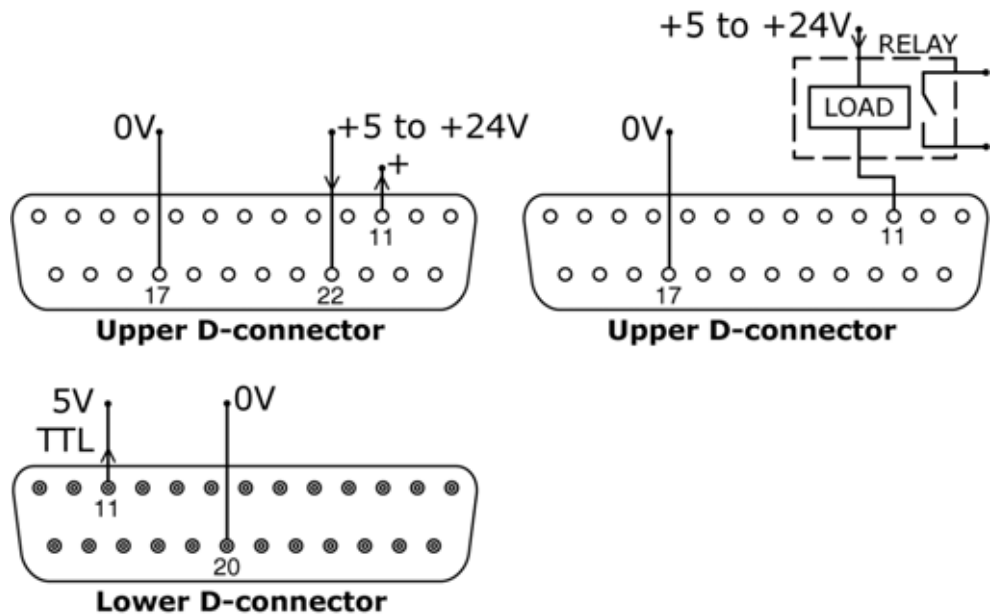 0V
+5 to +24V
+
11
17
22
Upper D-connector
+5 to +24V
RELAY
LOAD
0V
11
17
Upper D-connector
5V
TTL
0V
11
20
Lower D-connector